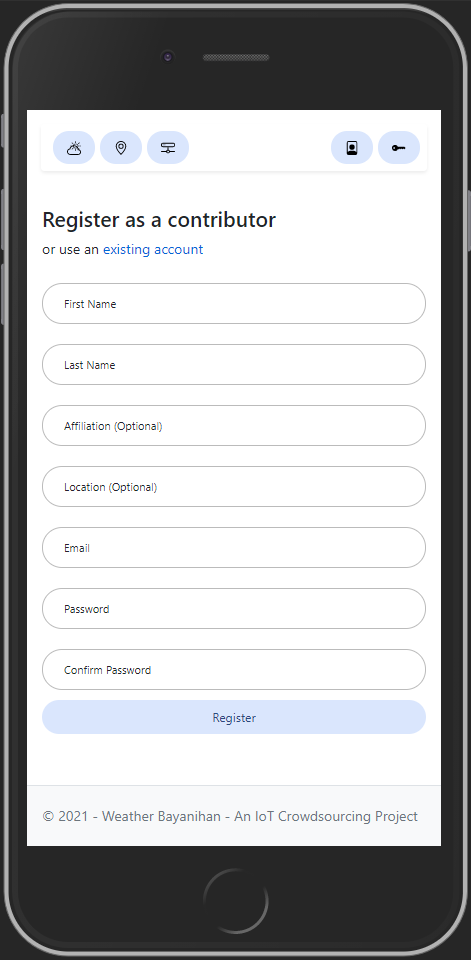 Register as a contributor
or use an existing account
First Name
Last Name
Affiliation (Optional)
Location (Optional)
Email
Password
Confirm Password
Register
© 2021 - Weather Bayanihan - An IoT Crowdsourcing Project